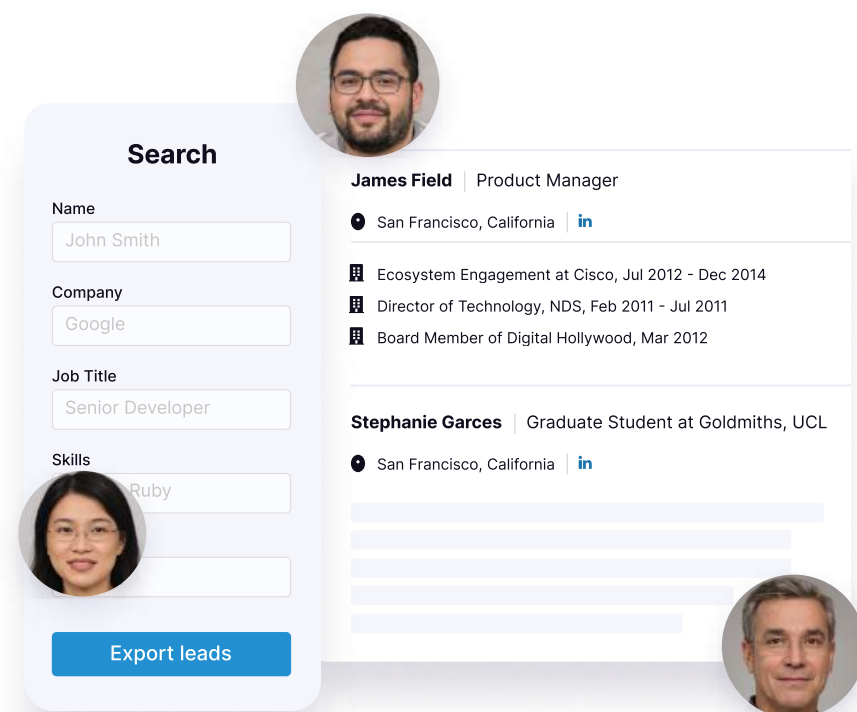 Search
Name
John Smith
Company
Google
Job Title
Senior Developer
Skills
Ruby
Export leads
James Field | Product Manager
San Francisco, California | in
Ecosystem Engagement at Cisco, Jul 2012 - Dec 2014
Director of Technology, NDS, Feb 2011 - Jul 2011
Board Member of Digital Hollywood, Mar 2012
Stephanie Garces | Graduate Student at Goldmiths, UCL
San Francisco, California | in